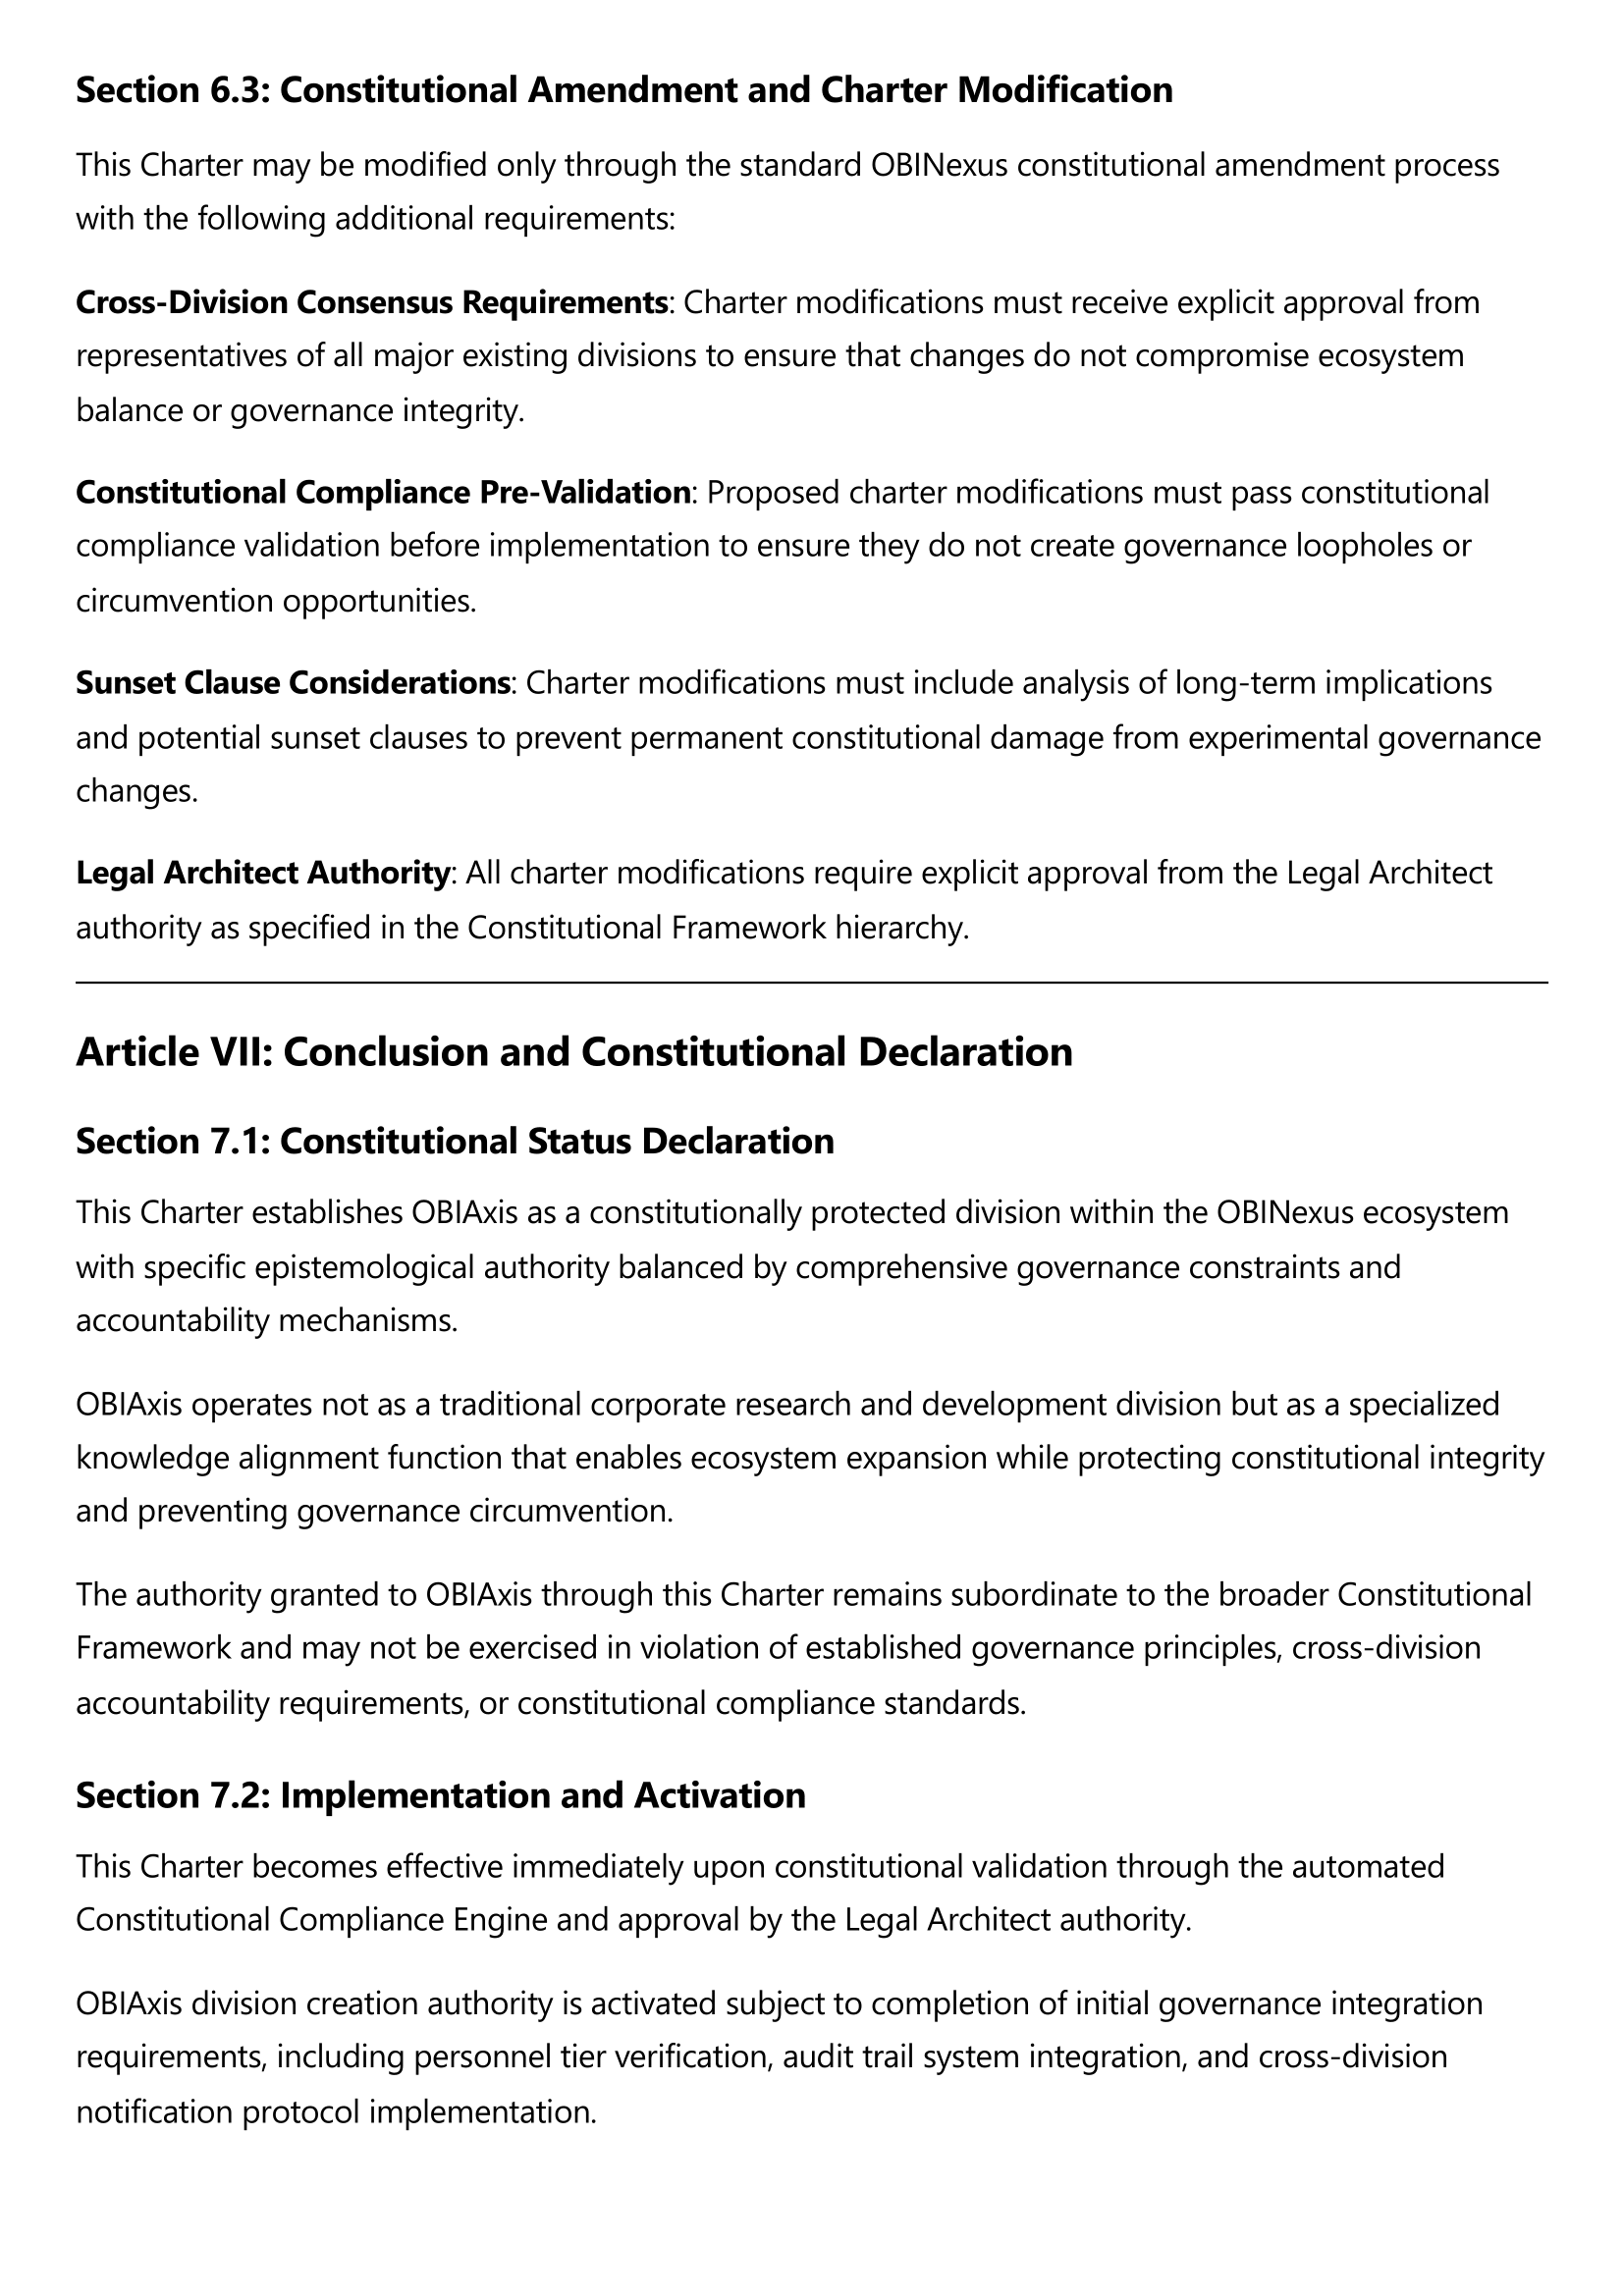 Section 6.3: Constitutional Amendment and Charter Modification
This Charter may be modified only through the standard OBINexus constitutional amendment process
with the following additional requirements:
Cross-Division Consensus Requirements: Charter modifications must receive explicit approval from
representatives of all major existing divisions to ensure that changes do not compromise ecosystem
balance or governance integrity.
Constitutional Compliance Pre-Validation: Proposed charter modifications must pass constitutional
compliance validation before implementation to ensure they do not create governance loopholes or
circumvention opportunities.
Sunset Clause Considerations: Charter modifications must include analysis of long-term implications
and potential sunset clauses to prevent permanent constitutional damage from experimental governance
changes.
Legal Architect Authority: All charter modifications require explicit approval from the Legal Architect
authority as specified in the Constitutional Framework hierarchy.
Article VII: Conclusion and Constitutional Declaration
Section 7.1: Constitutional Status Declaration
This Charter establishes OBIAxis as a constitutionally protected division within the OBINexus ecosystem
with specific epistemological authority balanced by comprehensive governance constraints and
accountability mechanisms.
OBIAxis operates not as a traditional corporate research and development division but as a specialized
knowledge alignment function that enables ecosystem expansion while protecting constitutional integrity
and preventing governance circumvention.
The authority granted to OBIAxis through this Charter remains subordinate to the broader Constitutional
Framework and may not be exercised in violation of established governance principles, cross-division
accountability requirements, or constitutional compliance standards.
Section 7.2: Implementation and Activation
This Charter becomes effective immediately upon constitutional validation through the automated
Constitutional Compliance Engine and approval by the Legal Architect authority.
OBIAxis division creation authority is activated subject to completion of initial governance integration
requirements, including personnel tier verification, audit trail system integration, and cross-division
notification protocol implementation.